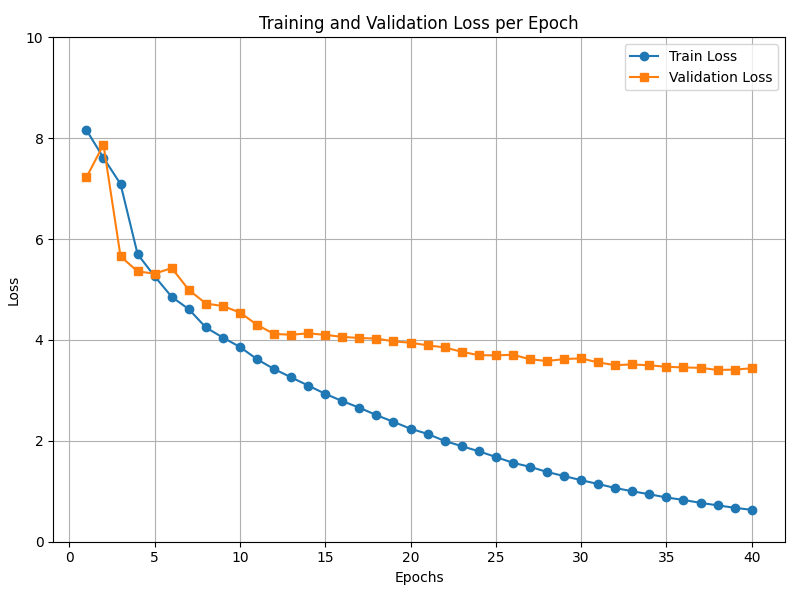 Training and Validation Loss per Epoch
Train Loss
Validation Loss
Loss
10
8
6
4
2
0
0 5 10 15 20 25 30 35 40
Epochs